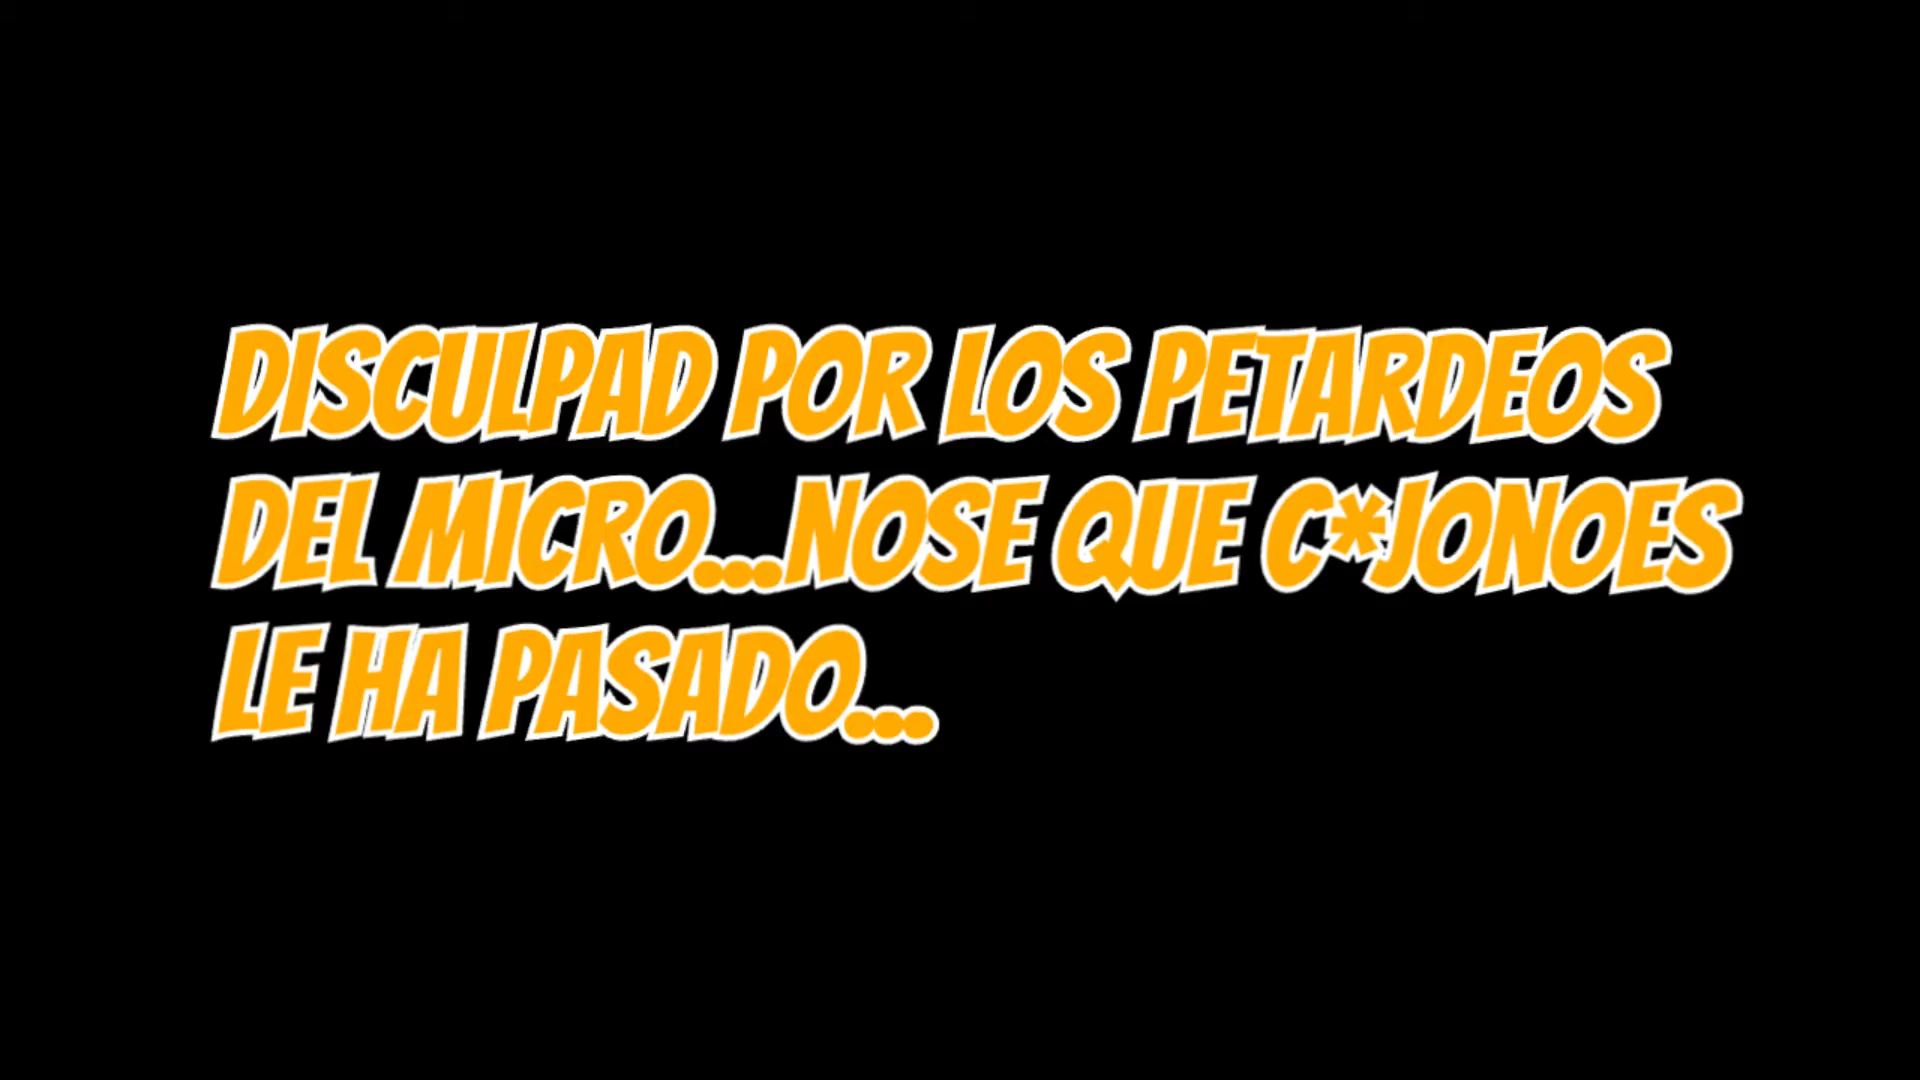 DISCULPAD POR LOS PETARDEOS
DEL MICRO...NOSE QUE C*JONOES
LE HA PASADO...